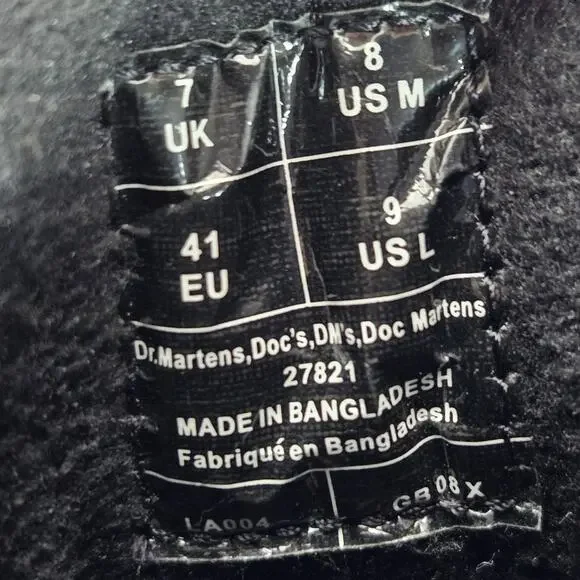 7
UK
8
US M
41
EU
9
US L
Dr.Martens,Doc's,DM's,Doc Martens
27821
MADE IN BANGLADESH
Fabriqué en Bangladesh
LA004
GB 08 X